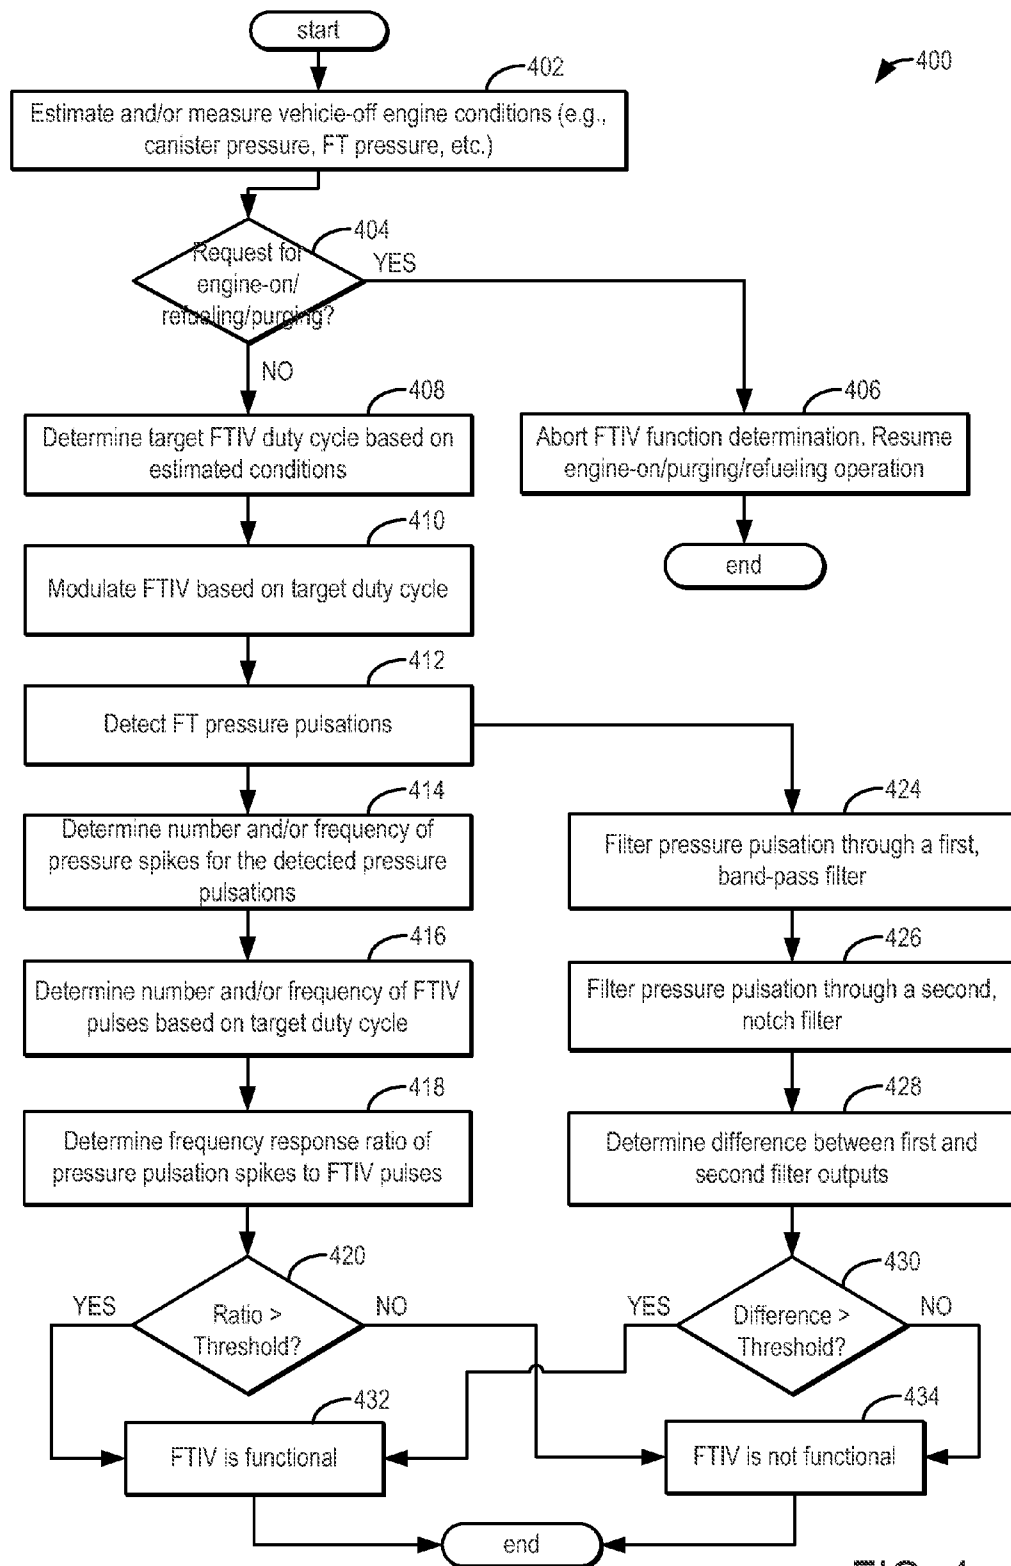 start
400
402
Estimate and/or measure vehicle-off engine conditions (e.g.,
canister pressure, FT pressure, etc.)
404
Request for
engine-on/
refueling/purging?
YES
NO
408
Determine target FTIV duty cycle based on
estimated conditions
406
Abort FTIV function determination. Resume
engine-on/purging/refueling operation
end
410
Modulate FTIV based on target duty cycle
412
Detect FT pressure pulsations
414
Determine number and/or frequency of
pressure spikes for the detected pressure
pulsations
416
Determine number and/or frequency of FTIV
pulses based on target duty cycle
418
Determine frequency response ratio of
pressure pulsation spikes to FTIV pulses
420
Ratio >
Threshold?
YES
NO
424
Filter pressure pulsation through a first,
band-pass filter
426
Filter pressure pulsation through a second,
notch filter
428
Determine difference between first and
second filter outputs
430
Difference >
Threshold?
YES
NO
432
FTIV is functional
434
FTIV is not functional
end